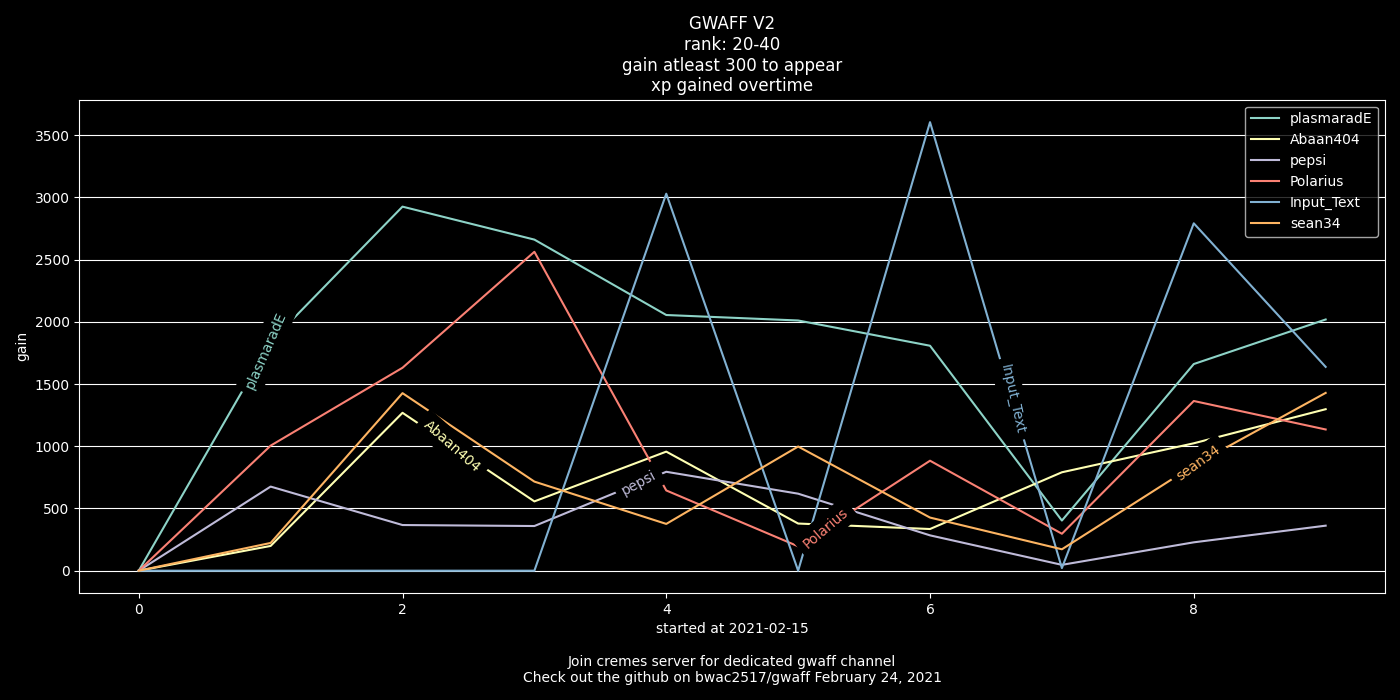 GWAFF V2
rank: 20-40
gain atleast 300 to appear
xp gained overtime
plasmaradE
Abaan404
pepsi
Polarius
Input_Text
sean34
3500
3000
2500
2000
1500
1000
500
0
gain
plasmaradE
Abaan404
pepsi
Polarius
Input_Text
sean34
0
2
4
6
8
started at 2021-02-15
Join cremes server for dedicated gwaff channel
Check out the github on bwac2517/gwaff February 24, 2021